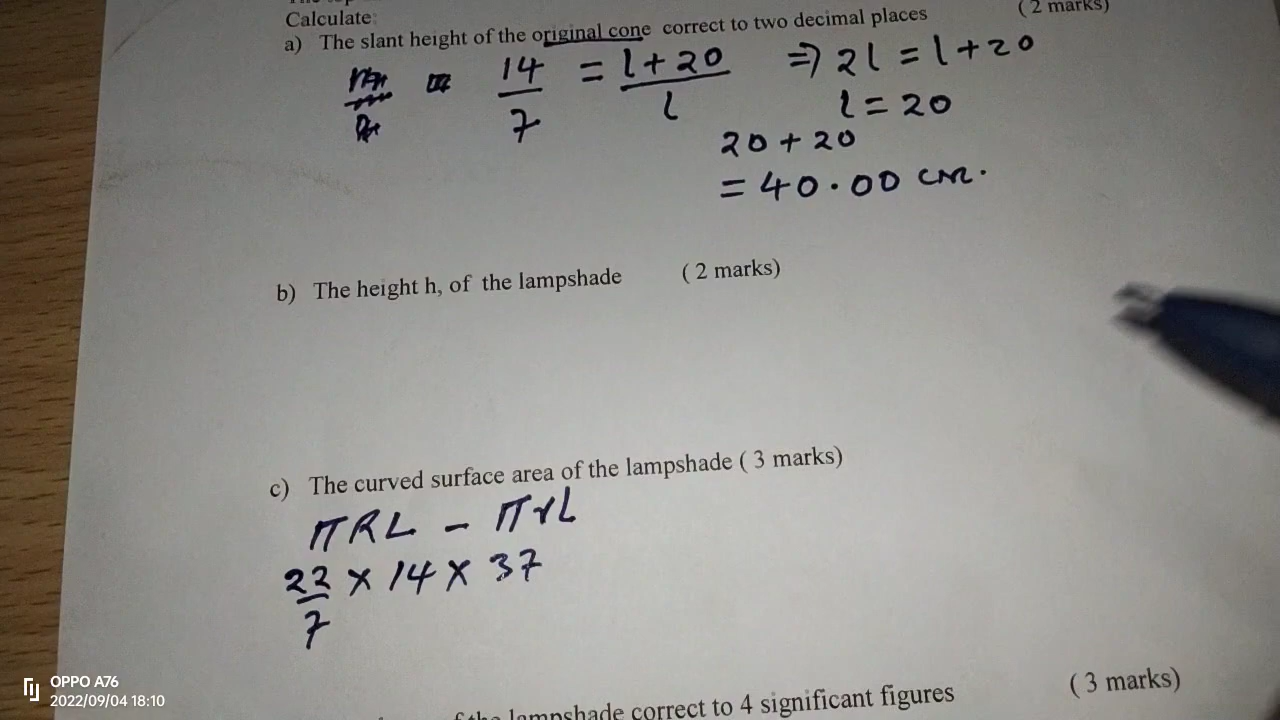 Calculate:
a) The slant height of the original cone correct to two decimal places (2 marks)
14/7 = l+20/l ⇒ 2l = l+20
l = 20
20+20
= 40.00 cm.
b) The height h, of the lampshade (2 marks)
c) The curved surface area of the lampshade ( 3 marks)
πRL - πrL
22/7 × 14 × 37
the lampshade correct to 4 significant figures (3 marks)
OPPO A76
2022/09/04 18:10